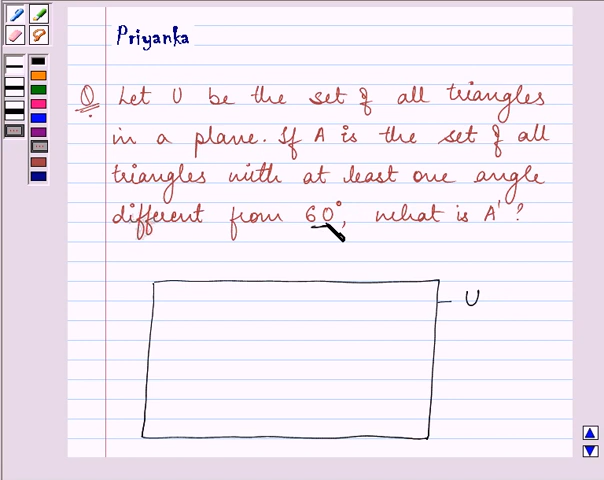 Priyanka
Q Let U be the set of all triangles
in a plane. If A is the set of all
triangles with at least one angle
different from 60°, what is A' ?
U